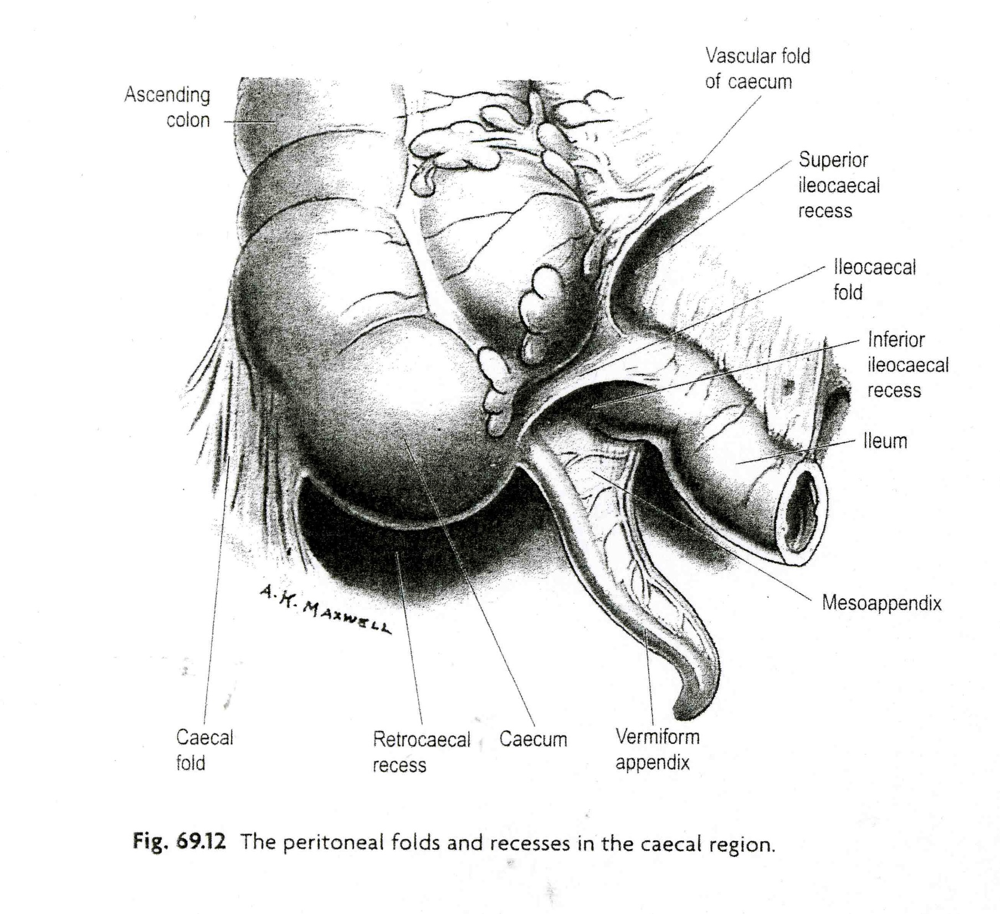 Vascular fold
of caecum
Ascending
colon
Superior
ileocaecal
recess
Ileocaecal
fold
Inferior
ileocaecal
recess
Ileum
Mesoappendix
A. K. MAXWELL
Caecal
fold
Retrocaecal
recess
Caecum
Vermiform
appendix
Fig. 69.12 The peritoneal folds and recesses in the caecal region.